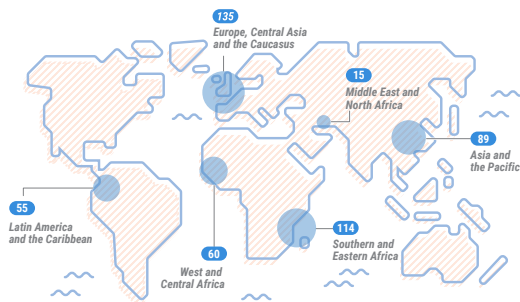 135
Europe, Central Asia
and the Caucasus
15
Middle East and
North Africa
89
Asia and
the Pacific
55
Latin America
and the Caribbean
60
West and
Central Africa
114
Southern and
Eastern Africa